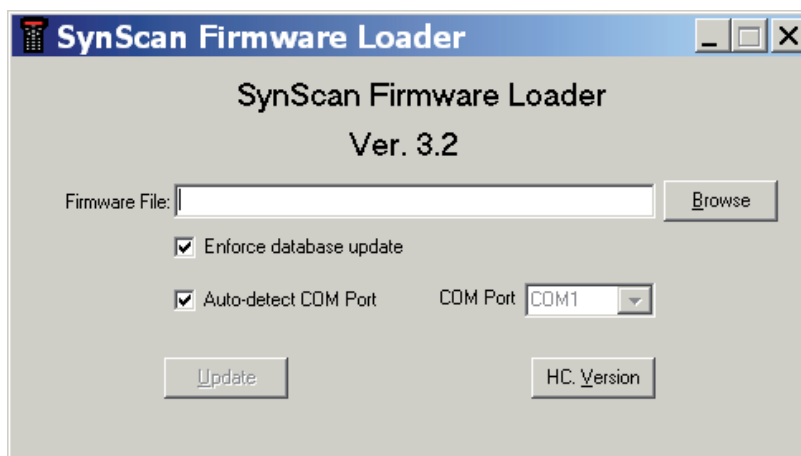 SynScan Firmware Loader
SynScan Firmware Loader
Ver. 3.2
Firmware File: Browse
Enforce database update
Auto-detect COM Port COM Port COM1
Update HC. Version